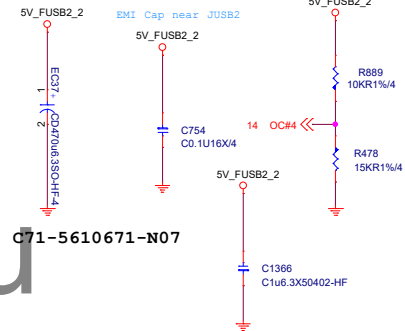 5V_FUSB2_2
EMI Cap near JUSB2
5V_FUSB2_2
5V_FUSB2_2
EC37
1
+
2
CD470u6.3SO-HF-4
C754
C0.1U16X/4
R889
10KR1%/4
14 OC#4
R478
15KR1%/4
5V_FUSB2_2
C71-5610671-N07
C1366
C1u6.3X50402-HF